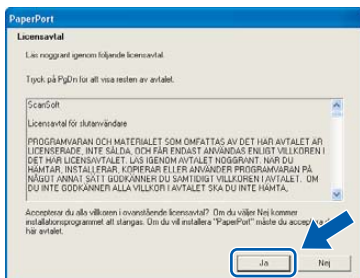 PaperPort
Licensavtal
Läs noggrant igenom följande licensavtal.
Tryck på PgDn för att visa resten av avtalet.
ScanSoft
Licensavtal för slutanvändare
PROGRAMVARAN OCH MATERIALET SOM OMFATTAS AV DET HÄR AVTALET ÄR
LICENSERADE, INTE SÅLDA, OCH FÅR ENDAST ANVÄNDAS ENLIGT VILLKOREN I
DET HÄR LICENSAVTALET. LÄS IGENOM AVTALET NOGGRANT. NÄR DU
HÄMTAR, INSTALLERAR, KOPIERAR ELLER ANVÄNDER PROGRAMVARAN PÅ
NÅGOT ANNAT SÄTT GODKÄNNER DU SAMTIDIGT VILLKOREN I AVTALET. OM
DU INTE GODKÄNNER ALLA VILLKOR I AVTALET SKA DU INTE HÄMTA,
Accepterar du alla villkoren i ovanstående licensavtal? Om du väljer Nej kommer
installationsprogrammet att stängas. Om du vill installera "PaperPort" måste du acceptera
här avtalet.
Ja
Nej